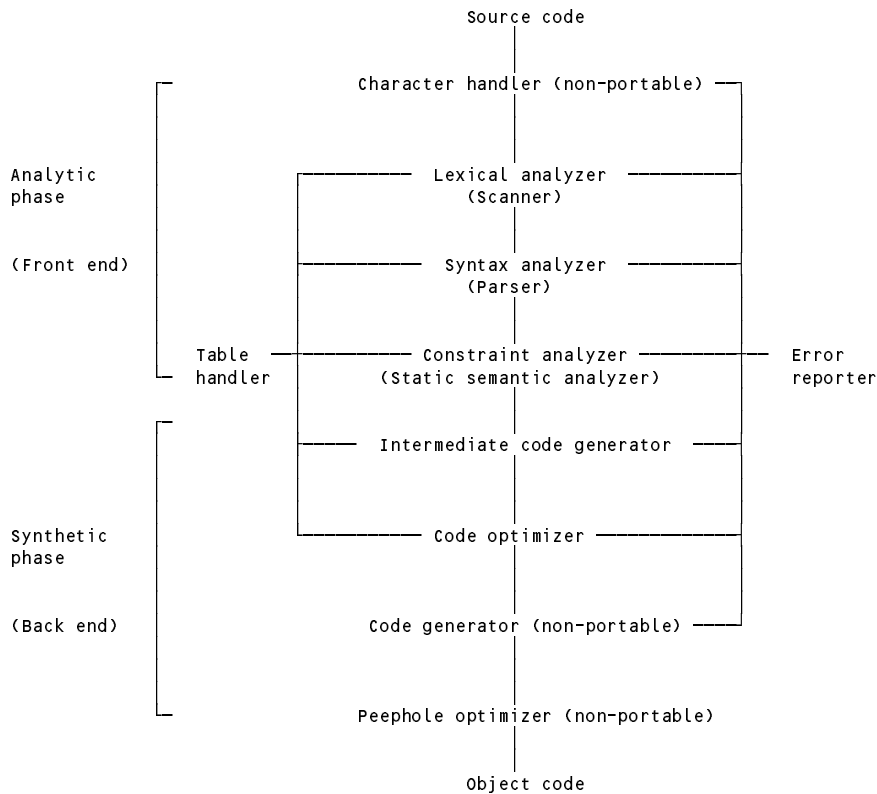 Source code
Character handler (non-portable)
Analytic
phase
Lexical analyzer
(Scanner)
(Front end)
Syntax analyzer
(Parser)
Table
handler
Constraint analyzer
(Static semantic analyzer)
Error
reporter
Intermediate code generator
Synthetic
phase
Code optimizer
(Back end)
Code generator (non-portable)
Peephole optimizer (non-portable)
Object code